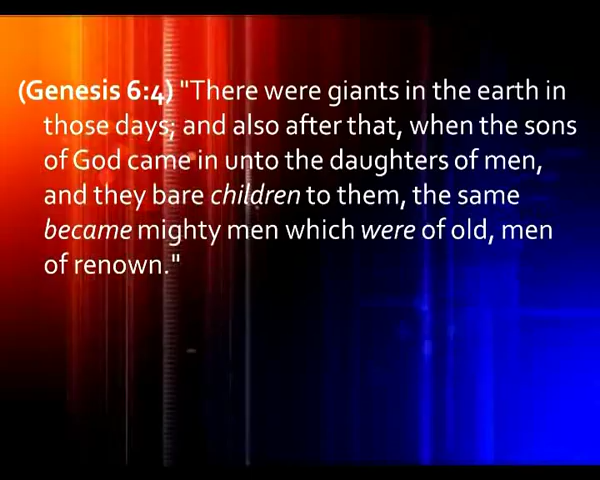 (Genesis 6:4) "There were giants in the earth in
those days; and also after that, when the sons
of God came in unto the daughters of men,
and they bare children to them, the same
became mighty men which were of old, men
of renown."